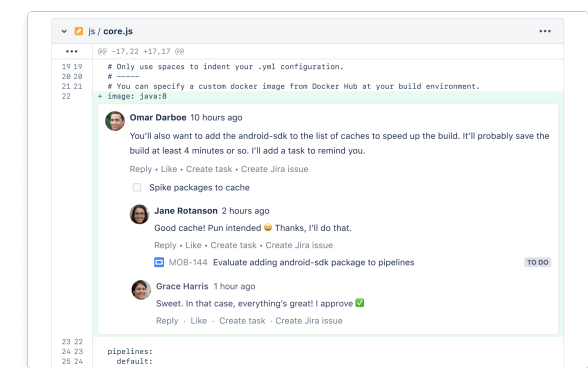 js / core.js
@@ -17,22 +17,17 @@
19 19 # Only use spaces to indent your .yml configuration.
20 20 # -----
21 21 # You can specify a custom docker image from Docker Hub at your build environment.
22 + image: java:8
Omar Darboe 10 hours ago
You'll also want to add the android-sdk to the list of caches to speed up the build. It'll probably save the
build at least 4 minutes or so. I'll add a task to remind you.
Reply • Like • Create task • Create Jira issue
Spike packages to cache
Jane Rotanson 2 hours ago
Good cache! Pun intended 😄 Thanks, I'll do that.
Reply • Like • Create task • Create Jira issue
MOB-144 Evaluate adding android-sdk package to pipelines TO DO
Grace Harris 1 hour ago
Sweet. In that case, everything's great! I approve ✅
Reply · Like · Create task · Create Jira issue
23 22
24 23 pipelines:
25 24 default: